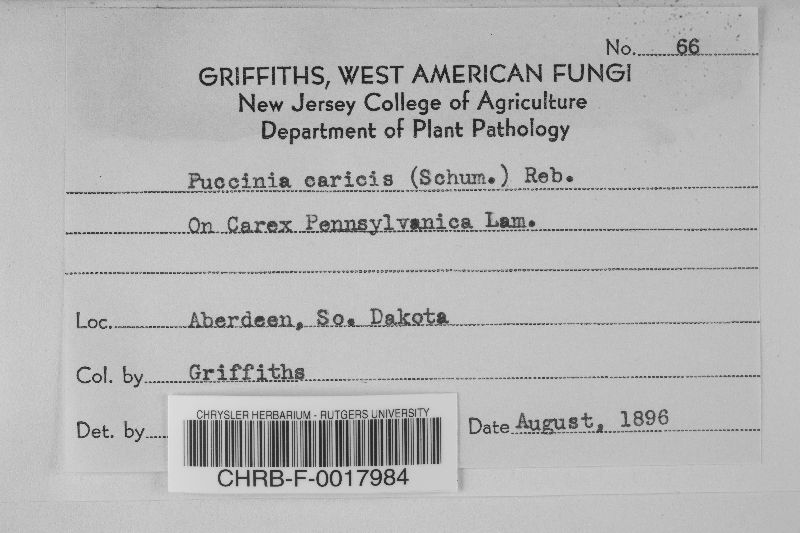 No. 66
GRIFFITHS, WEST AMERICAN FUNGI
New Jersey College of Agriculture
Department of Plant Pathology
Puccinia caricis (Schum.) Reb.
On Carex Pennsylvanica Lam.
Loc. Aberdeen, So. Dakota
Col. by Griffiths
Det. by
Date August, 1896
CHRYSLER HERBARIUM - RUTGERS UNIVERSITY
CHRB-F-0017984